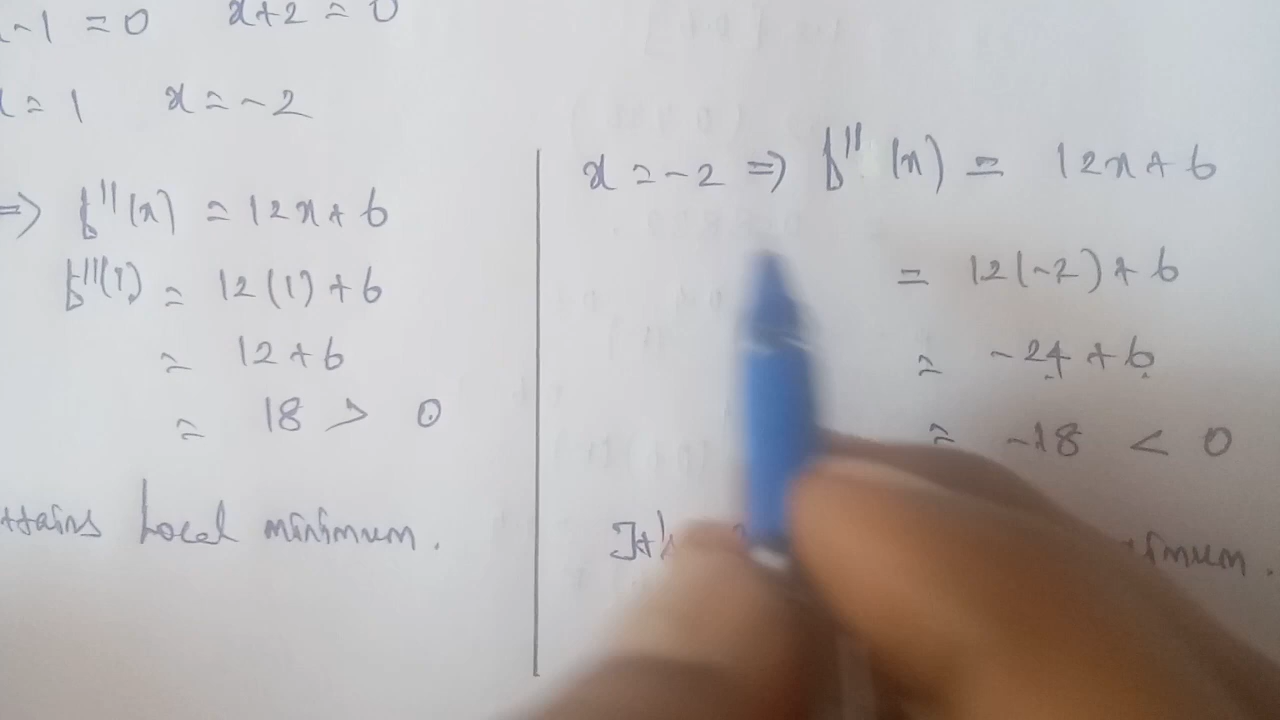 x-1 = 0 x+2 = 0
x = 1 x = -2
=> f''(x) = 12x+6
f''(1) = 12(1)+6
= 12+6
= 18 > 0
attains Local minimum.
x = -2 => f''(x) = 12x+6
= 12(-2)+6
= -24+6
= -18 < 0